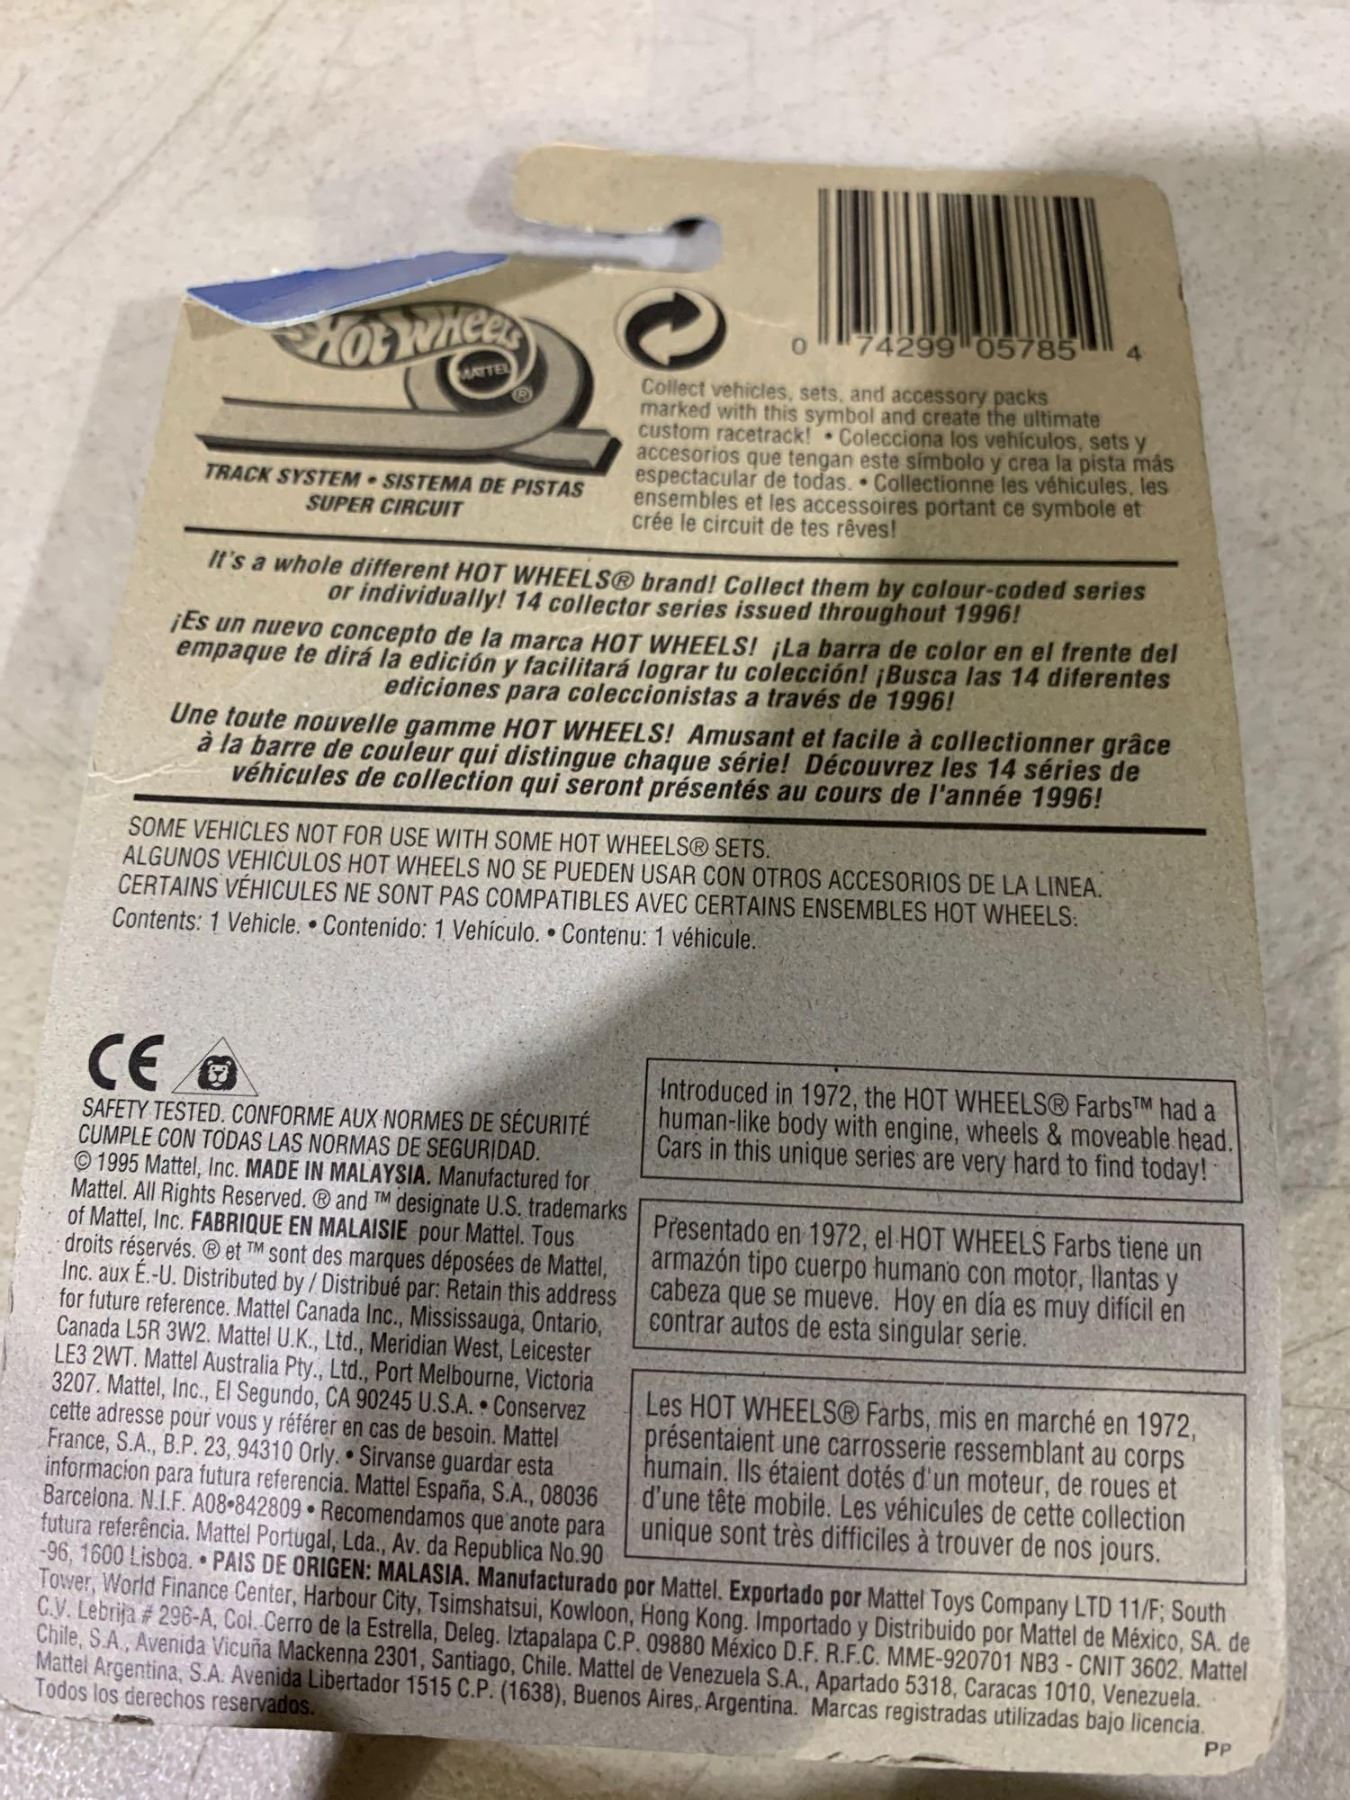 Hot Wheels
MATTEL
®
TRACK SYSTEM • SISTEMA DE PISTAS
SUPER CIRCUIT
0 74299 05785 4
Collect vehicles, sets, and accessory packs
marked with this symbol and create the ultimate
custom racetrack! • Colecciona los vehículos, sets y
accesorios que tengan este símbolo y crea la pista más
espectacular de todas. • Collectionne les véhicules, les
ensembles et les accessoires portant ce symbole et
crée le circuit de tes rêves!
It's a whole different HOT WHEELS® brand! Collect them by colour-coded series
or individually! 14 collector series issued throughout 1996!
¡Es un nuevo concepto de la marca HOT WHEELS! ¡La barra de color en el frente del
empaque te dirá la edición y facilitará lograr tu colección! ¡Busca las 14 diferentes
ediciones para coleccionistas a través de 1996!
Une toute nouvelle gamme HOT WHEELS! Amusant et facile à collectionner grâce
à la barre de couleur qui distingue chaque série! Découvrez les 14 séries de
véhicules de collection qui seront présentés au cours de l'année 1996!
SOME VEHICLES NOT FOR USE WITH SOME HOT WHEELS® SETS.
ALGUNOS VEHICULOS HOT WHEELS NO SE PUEDEN USAR CON OTROS ACCESORIOS DE LA LINEA.
CERTAINS VÉHICULES NE SONT PAS COMPATIBLES AVEC CERTAINS ENSEMBLES HOT WHEELS.
Contents: 1 Vehicle. • Contenido: 1 Vehículo. • Contenu: 1 véhicule.
CE
SAFETY TESTED. CONFORME AUX NORMES DE SÉCURITÉ
CUMPLE CON TODAS LAS NORMAS DE SEGURIDAD.
© 1995 Mattel, Inc. MADE IN MALAYSIA. Manufactured for
Mattel. All Rights Reserved. ® and ™ designate U.S. trademarks
of Mattel, Inc. FABRIQUE EN MALAISIE pour Mattel. Tous
droits réservés. ® et ™ sont des marques déposées de Mattel,
Inc. aux É.-U. Distributed by / Distribué par: Retain this address
for future reference. Mattel Canada Inc., Mississauga, Ontario,
Canada L5R 3W2. Mattel U.K., Ltd., Meridian West, Leicester
LE3 2WT. Mattel Australia Pty., Ltd., Port Melbourne, Victoria
3207. Mattel, Inc., El Segundo, CA 90245 U.S.A. • Conservez
cette adresse pour vous y référer en cas de besoin. Mattel
France, S.A., B.P. 23, 94310 Orly. • Sirvanse guardar esta
informacion para futura referencia. Mattel España, S.A., 08036
Barcelona. N.I.F. A08•842809 • Recomendamos que anote para
futura referência. Mattel Portugal, Lda., Av. da Republica No.90
-96, 1600 Lisboa. • PAIS DE ORIGEN: MALASIA. Manufacturado por Mattel. Exportado por Mattel Toys Company LTD 11/F; South
Tower, World Finance Center, Harbour City, Tsimshatsui, Kowloon, Hong Kong. Importado y Distribuido por Mattel de México, SA. de
C.V. Lebrija # 296-A, Col. Cerro de la Estrella, Deleg. Iztapalapa C.P. 09880 México D.F. R.F.C. MME-920701 NB3 - CNIT 3602. Mattel
Chile, S.A., Avenida Vicuña Mackenna 2301, Santiago, Chile. Mattel de Venezuela S.A., Apartado 5318, Caracas 1010, Venezuela.
Mattel Argentina, S.A. Avenida Libertador 1515 C.P. (1638), Buenos Aires, Argentina. Marcas registradas utilizadas bajo licencia.
Todos los derechos reservados.
Introduced in 1972, the HOT WHEELS® Farbs™ had a
human-like body with engine, wheels & moveable head.
Cars in this unique series are very hard to find today!
Presentado en 1972, el HOT WHEELS Farbs tiene un
armazón tipo cuerpo humano con motor, llantas y
cabeza que se mueve. Hoy en día es muy difícil en
contrar autos de esta singular serie.
Les HOT WHEELS® Farbs, mis en marché en 1972,
présentaient une carrosserie ressemblant au corps
humain. Ils étaient dotés d'un moteur, de roues et
d'une tête mobile. Les véhicules de cette collection
unique sont très difficiles à trouver de nos jours.
PP